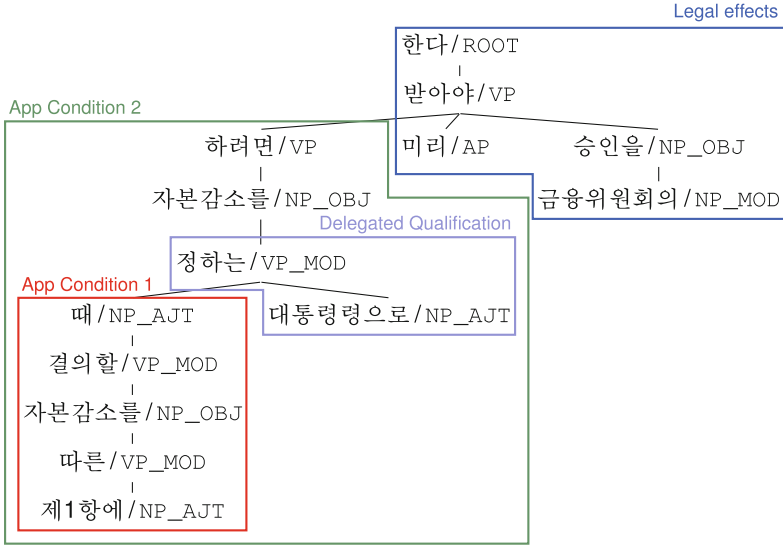 Legal effects
한다/ROOT
받아야/VP
App Condition 2
하려면/VP 미리/AP 승인을/NP_OBJ
자본감소를/NP_OBJ 금융위원회의/NP_MOD
Delegated Qualification
정하는/VP_MOD
App Condition 1
때/NP_AJT 대통령령으로/NP_AJT
결의할/VP_MOD
자본감소를/NP_OBJ
따른/VP_MOD
제1항에/NP_AJT